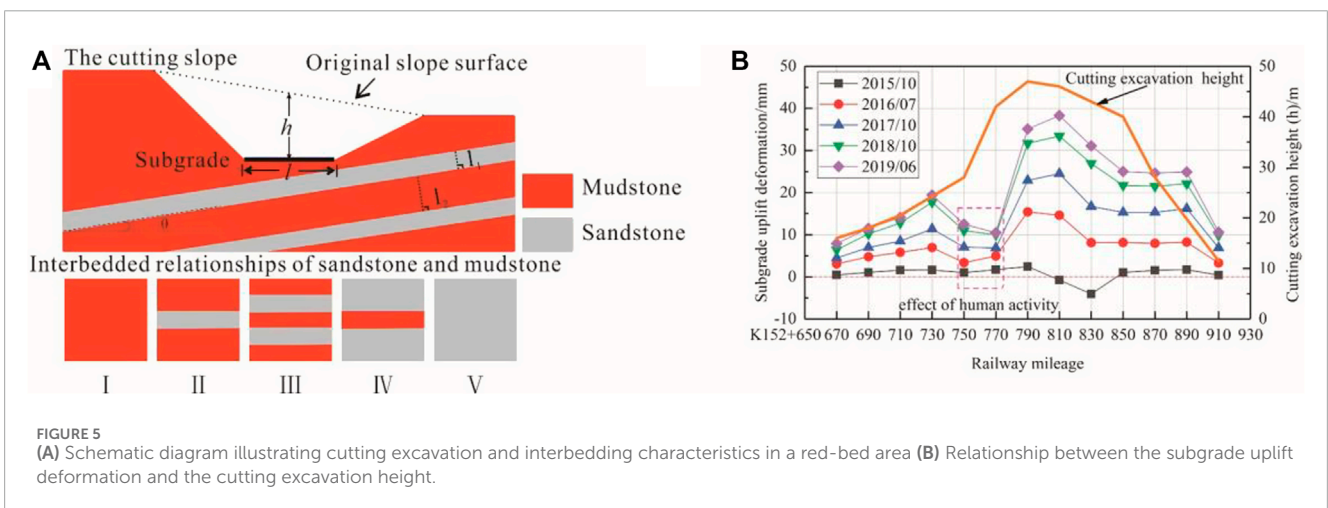 A
The cutting slope
Original slope surface
h
Subgrade
l
l₁
l
θ
Mudstone
Sandstone
Interbedded relationships of sandstone and mudstone
I II III IV V
B
Subgrade uplift deformation/mm
50
40
30
20
10
0
-10
2015/10
2016/07
2017/10
2018/10
2019/06
Cutting excavation height
effect of human activity
50
40
30
20
10
0
Cutting excavation height (h)/m
K152+650 670 690 710 730 750 770 790 810 830 850 870 890 910 930
Railway mileage
FIGURE 5
(A) Schematic diagram illustrating cutting excavation and interbedding characteristics in a red-bed area (B) Relationship between the subgrade uplift
deformation and the cutting excavation height.